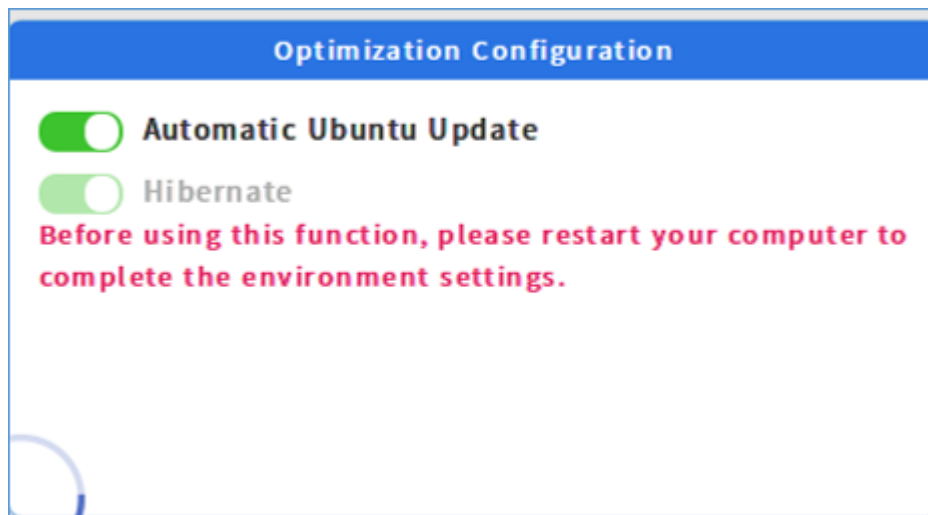 Optimization Configuration
Automatic Ubuntu Update
Hibernate
Before using this function, please restart your computer to
complete the environment settings.